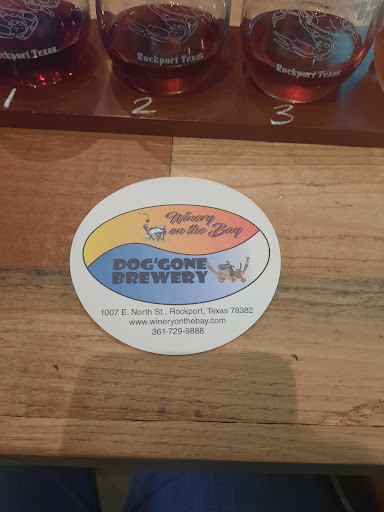 Rockport Texas
Rockport Texas
Rockport Texas
1
2
3
Winery
on the Bay
DOG'GONE
BREWERY
1007 E. North St., Rockport, Texas 78382
www.wineryonthebay.com
361-729-9888